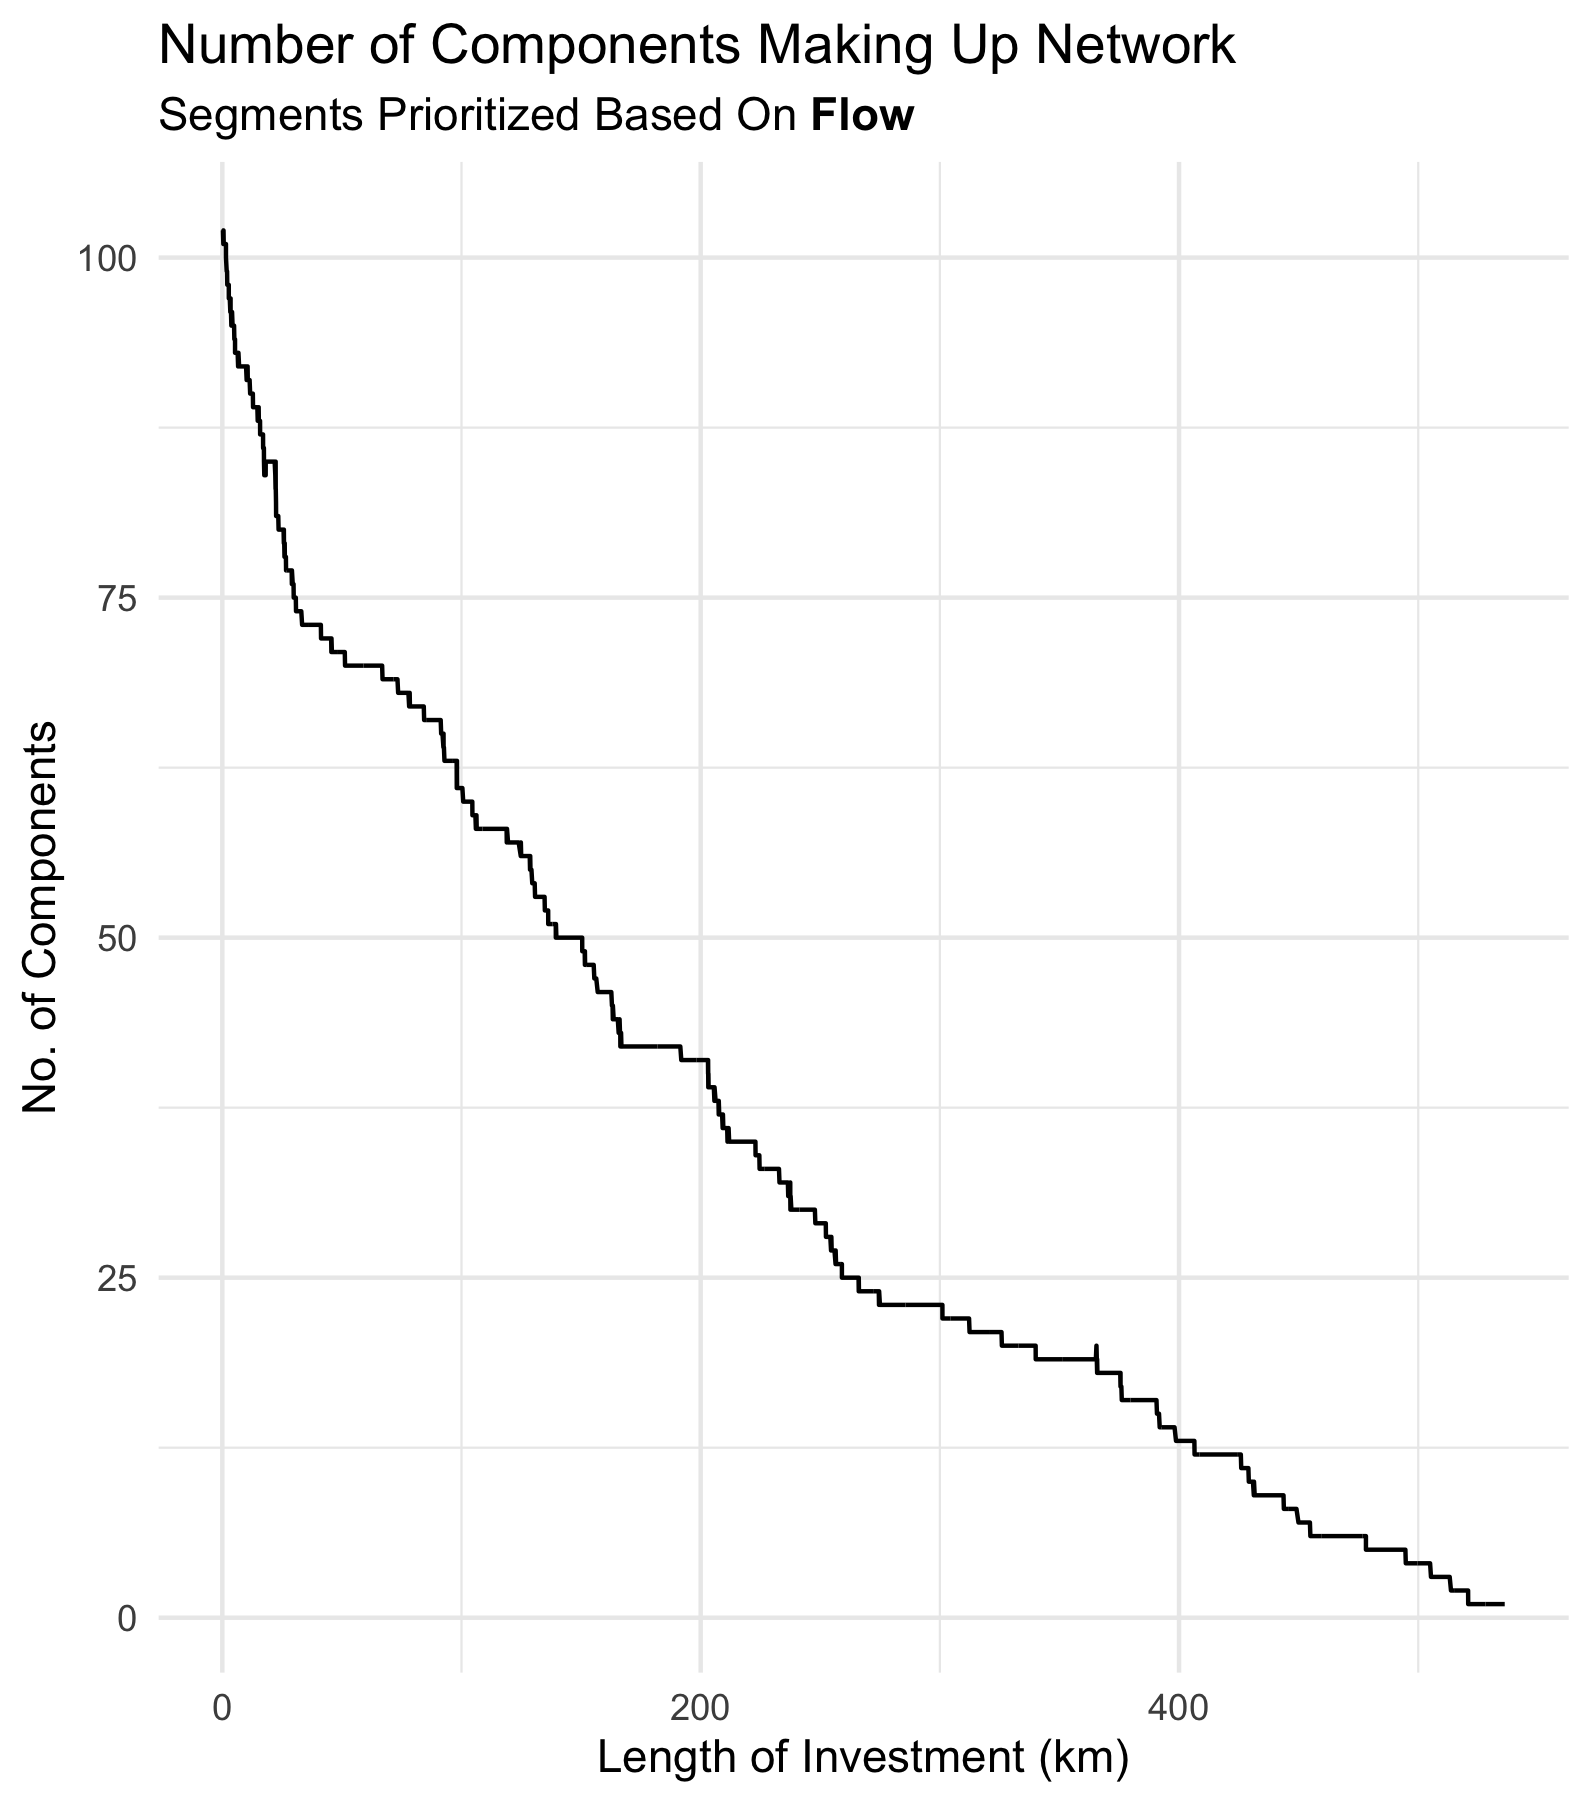 Number of Components Making Up Network
Segments Prioritized Based On Flow
No. of Components
100
75
50
25
0
0 200 400
Length of Investment (km)